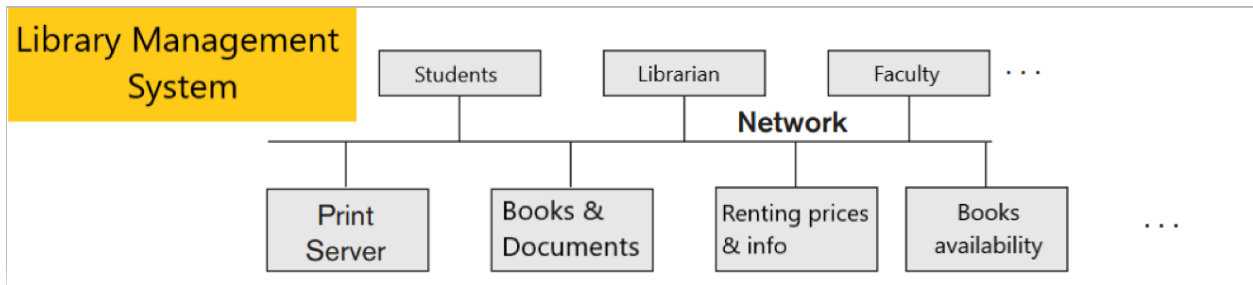 Library Management
System
Students
Librarian
Faculty
. . .
Network
Print
Server
Books &
Documents
Renting prices
& info
Books
availability
. . .